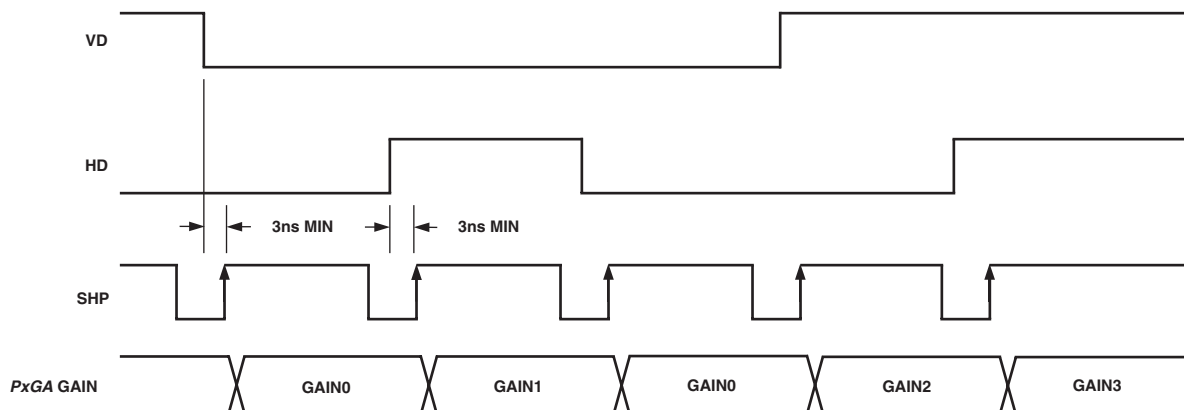 VD
HD
3ns MIN 3ns MIN
SHP
PxGA GAIN GAIN0 GAIN1 GAIN0 GAIN2 GAIN3